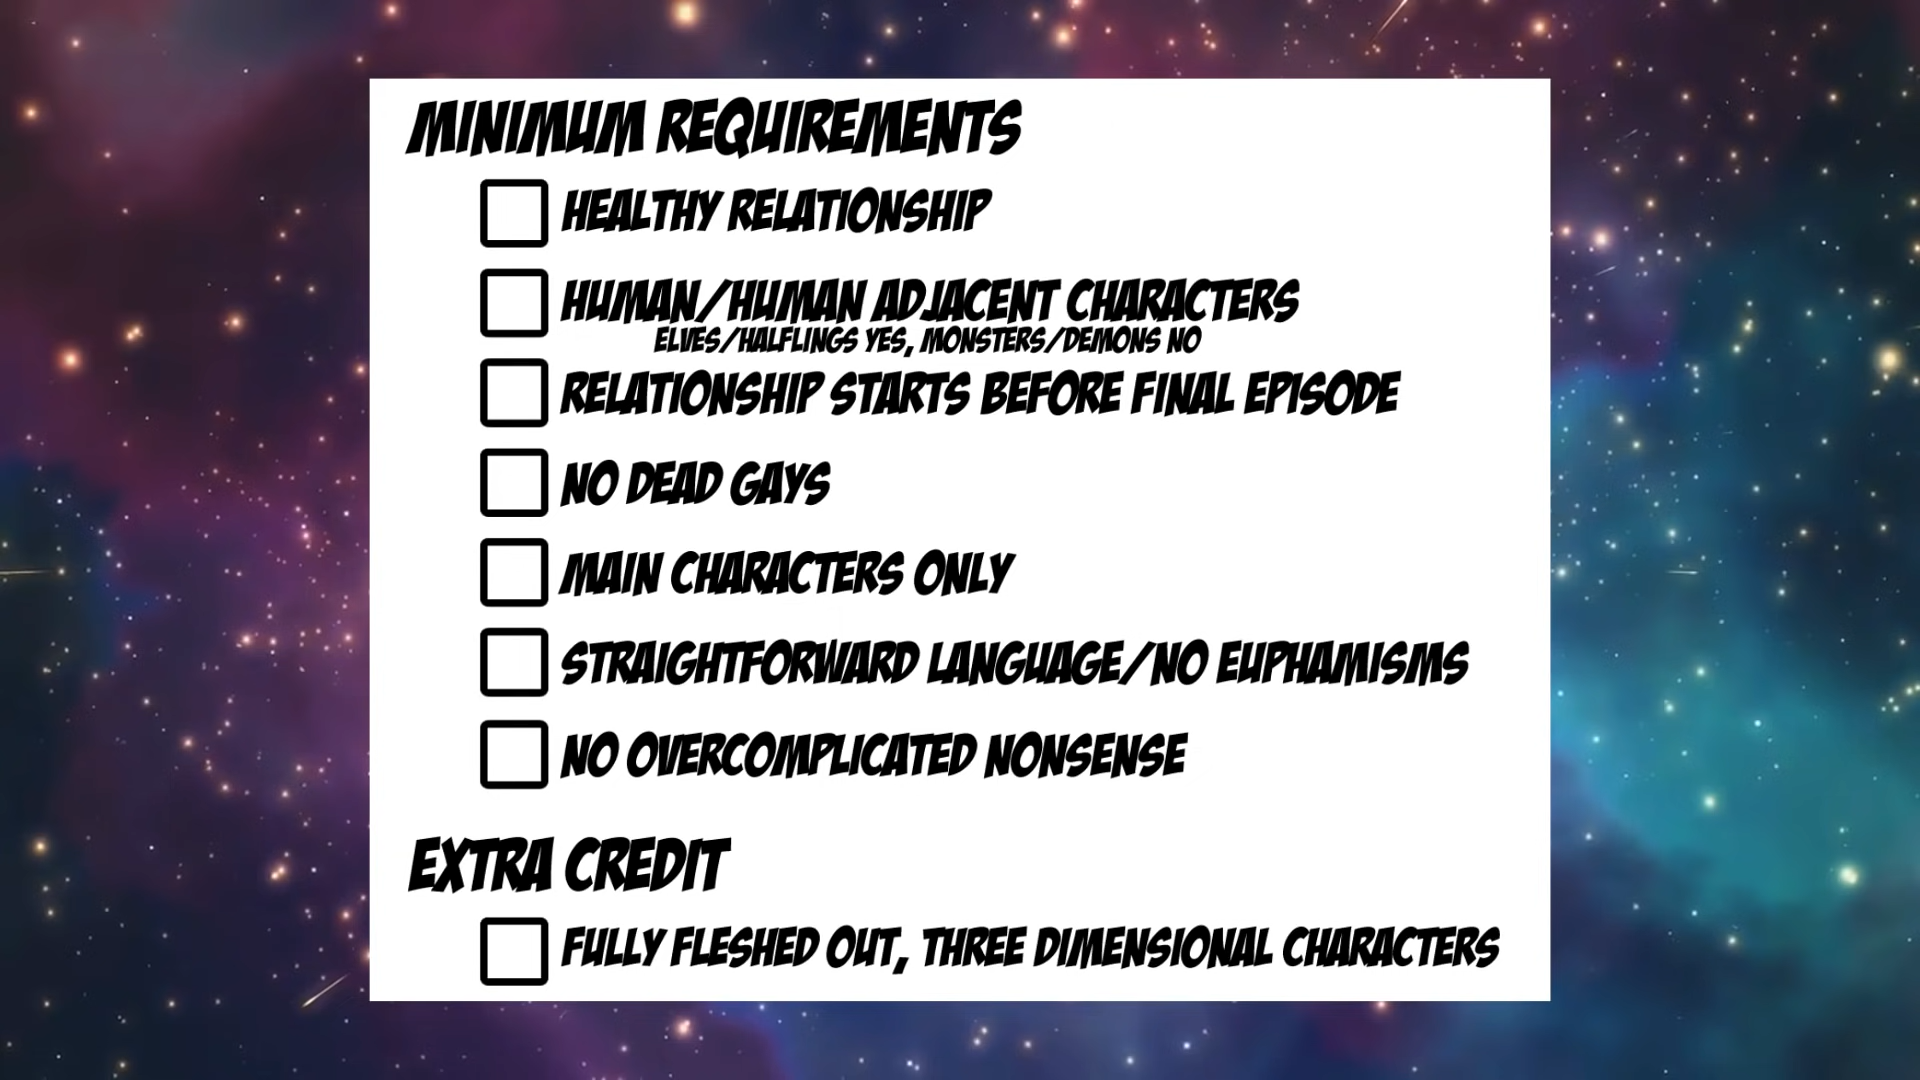 MINIMUM REQUIREMENTS
HEALTHY RELATIONSHIP
HUMAN/HUMAN ADJACENT CHARACTERS
ELVES/HALFLINGS YES, MONSTERS/DEMONS NO
RELATIONSHIP STARTS BEFORE FINAL EPISODE
NO DEAD GAYS
MAIN CHARACTERS ONLY
STRAIGHTFORWARD LANGUAGE/NO EUPHAMISMS
NO OVERCOMPLICATED NONSENSE
EXTRA CREDIT
FULLY FLESHED OUT, THREE DIMENSIONAL CHARACTERS